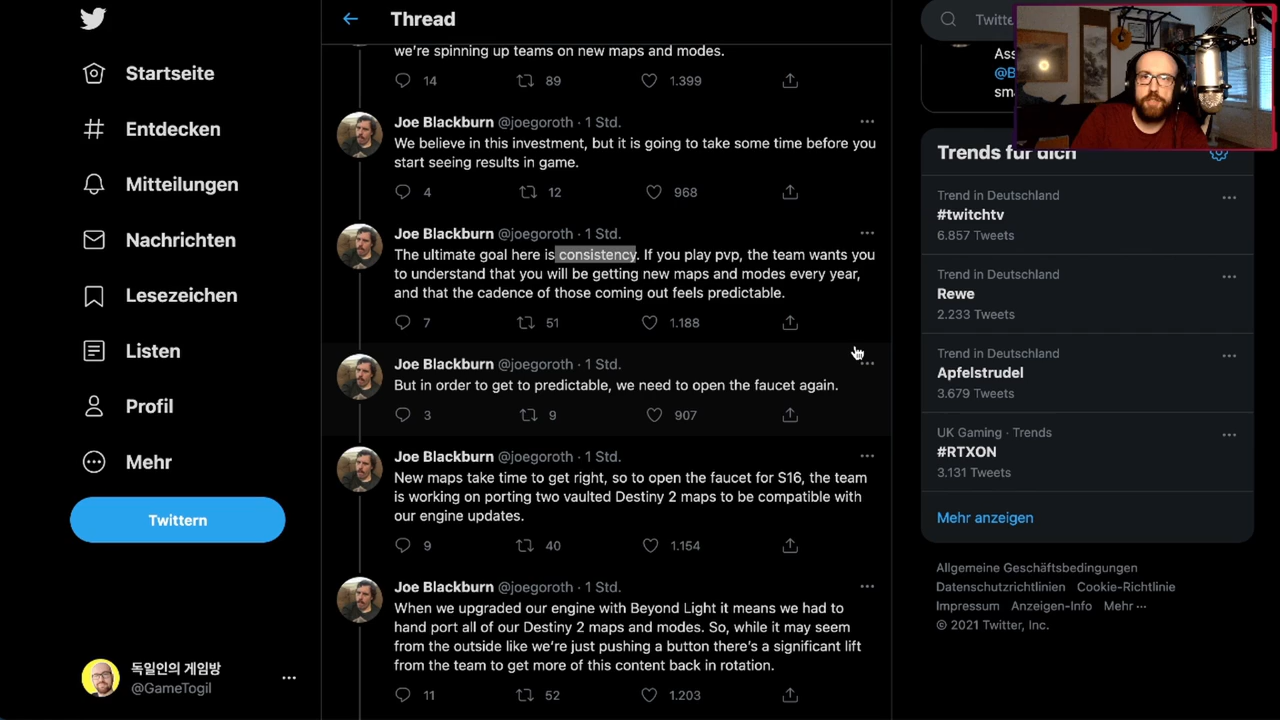 Startseite
Entdecken
Mitteilungen
Nachrichten
Lesezeichen
Listen
Profil
Mehr
Twittern
독일인의 게임방
@GameTogil
Thread
we're spinning up teams on new maps and modes.
14 89 1.399
Joe Blackburn @joegoroth · 1 Std.
We believe in this investment, but it is going to take some time before you
start seeing results in game.
4 12 968
Joe Blackburn @joegoroth · 1 Std.
The ultimate goal here is consistency. If you play pvp, the team wants you
to understand that you will be getting new maps and modes every year,
and that the cadence of those coming out feels predictable.
7 51 1.188
Joe Blackburn @joegoroth · 1 Std.
But in order to get to predictable, we need to open the faucet again.
3 9 907
Joe Blackburn @joegoroth · 1 Std.
New maps take time to get right, so to open the faucet for S16, the team
is working on porting two vaulted Destiny 2 maps to be compatible with
our engine updates.
9 40 1.154
Joe Blackburn @joegoroth · 1 Std.
When we upgraded our engine with Beyond Light it means we had to
hand port all of our Destiny 2 maps and modes. So, while it may seem
from the outside like we're just pushing a button there's a significant lift
from the team to get more of this content back in rotation.
11 52 1.203
Twitte
Ass
@B
sm
Trends für dich
Trend in Deutschland
#twitchtv
6.857 Tweets
Trend in Deutschland
Rewe
2.233 Tweets
Trend in Deutschland
Apfelstrudel
3.679 Tweets
UK Gaming · Trends
#RTXON
3.131 Tweets
Mehr anzeigen
Allgemeine Geschäftsbedingungen
Datenschutzrichtlinien Cookie-Richtlinie
Impressum Anzeigen-Info Mehr ···
© 2021 Twitter, Inc.